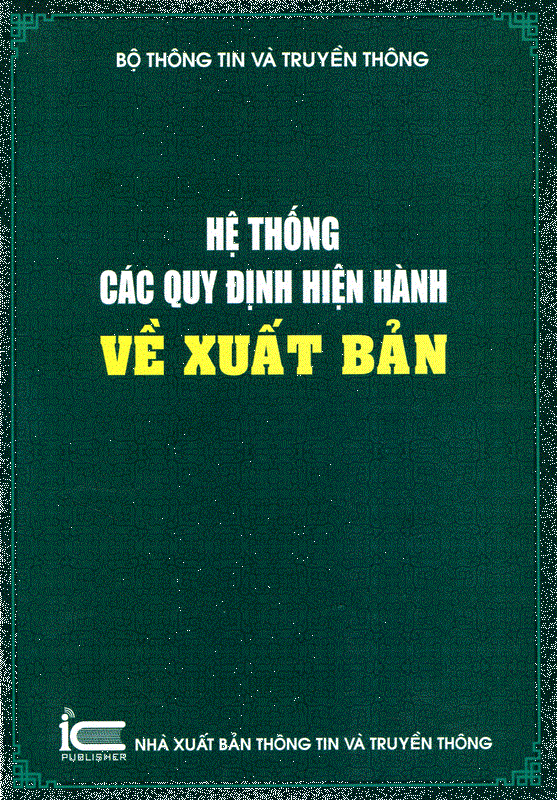 BỘ THÔNG TIN VÀ TRUYỀN THÔNG
HỆ THỐNG
CÁC QUY ĐỊNH HIỆN HÀNH
VỀ XUẤT BẢN
ic
PUBLISHER
NHÀ XUẤT BẢN THÔNG TIN VÀ TRUYỀN THÔNG